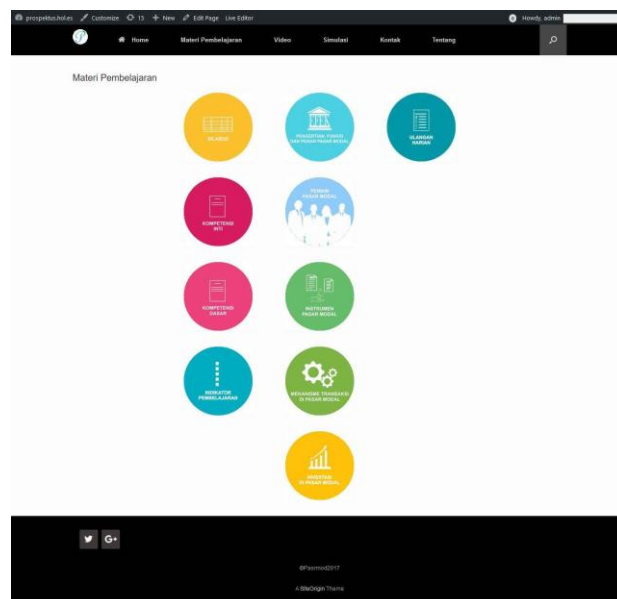 prospektus.hol.es Customize 15 New Edit Page Live Editor
Howdy, admin
Home Materi Pembelajaran Video Simulasi Kontak Tentang
Materi Pembelajaran
SILABUS
PENGERTIAN, FUNGSI
DAN PASAR MODAL
ULANGAN
HARIAN
KOMPETENSI
INTI
PEMAIN
PASAR MODAL
KOMPETENSI
DASAR
INSTRUMEN
PASAR MODAL
INDIKATOR
PEMBELAJARAN
MEKANISME TRANSAKSI
DI PASAR MODAL
INVESTASI
DI PASAR MODAL
G+
A SiteOrigin Theme